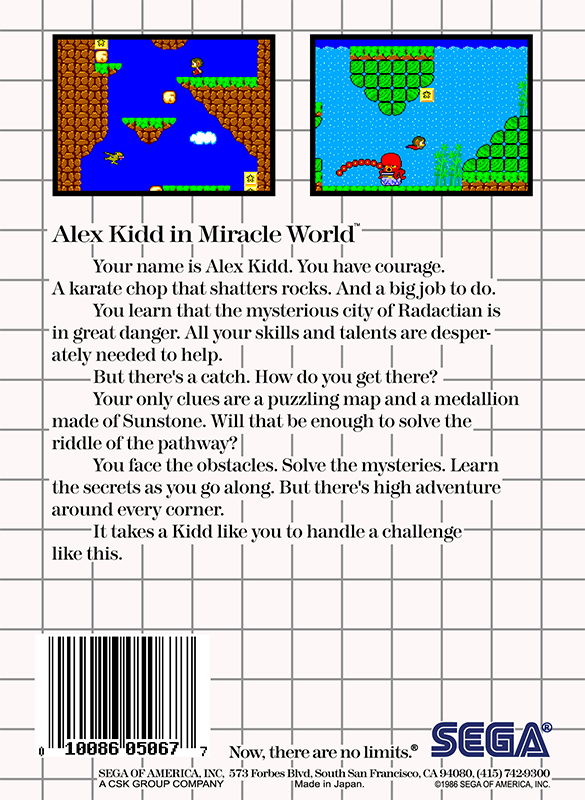 Alex Kidd in Miracle World™
Your name is Alex Kidd. You have courage.
A karate chop that shatters rocks. And a big job to do.
You learn that the mysterious city of Radactian is
in great danger. All your skills and talents are desper-
ately needed to help.
But there's a catch. How do you get there?
Your only clues are a puzzling map and a medallion
made of Sunstone. Will that be enough to solve the
riddle of the pathway?
You face the obstacles. Solve the mysteries. Learn
the secrets as you go along. But there's high adventure
around every corner.
It takes a Kidd like you to handle a challenge
like this.
0 10086 05067 7
Now, there are no limits.®
SEGA®
SEGA OF AMERICA, INC. 573 Forbes Blvd, South San Francisco, CA 94080, (415) 742-9300
A CSK GROUP COMPANY Made in Japan. ©1986 SEGA OF AMERICA, INC.